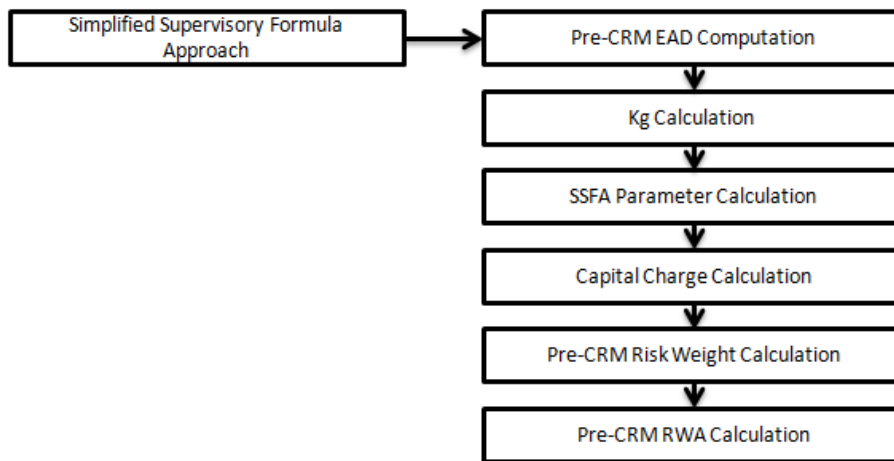 Simplified Supervisory Formula
Approach
Pre-CRM EAD Computation
Kg Calculation
SSFA Parameter Calculation
Capital Charge Calculation
Pre-CRM Risk Weight Calculation
Pre-CRM RWA Calculation